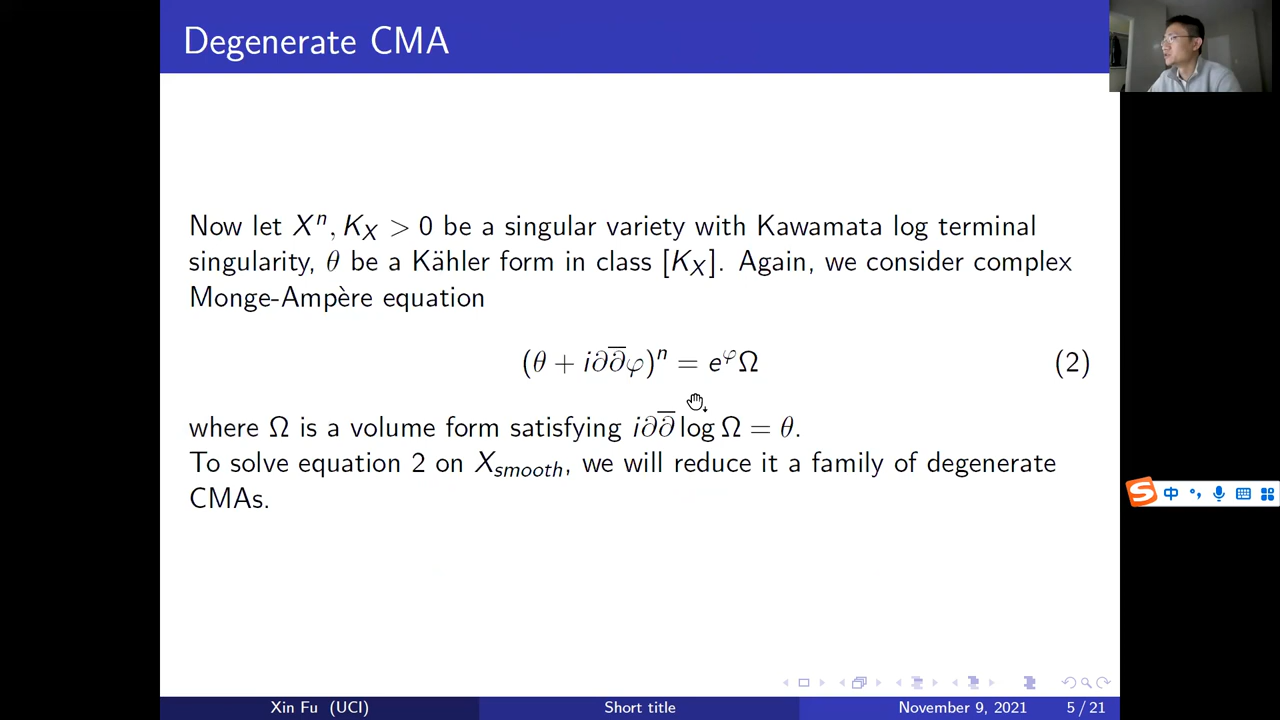 Degenerate CMA
Now let Xⁿ, K_X > 0 be a singular variety with Kawamata log terminal
singularity, θ be a Kähler form in class [K_X]. Again, we consider complex
Monge-Ampère equation
(θ + i∂∂̅φ)ⁿ = e^φ Ω (2)
where Ω is a volume form satisfying i∂∂̅ log Ω = θ.
To solve equation 2 on X_smooth, we will reduce it a family of degenerate
CMAs.
中
Xin Fu (UCI) Short title November 9, 2021 5 / 21